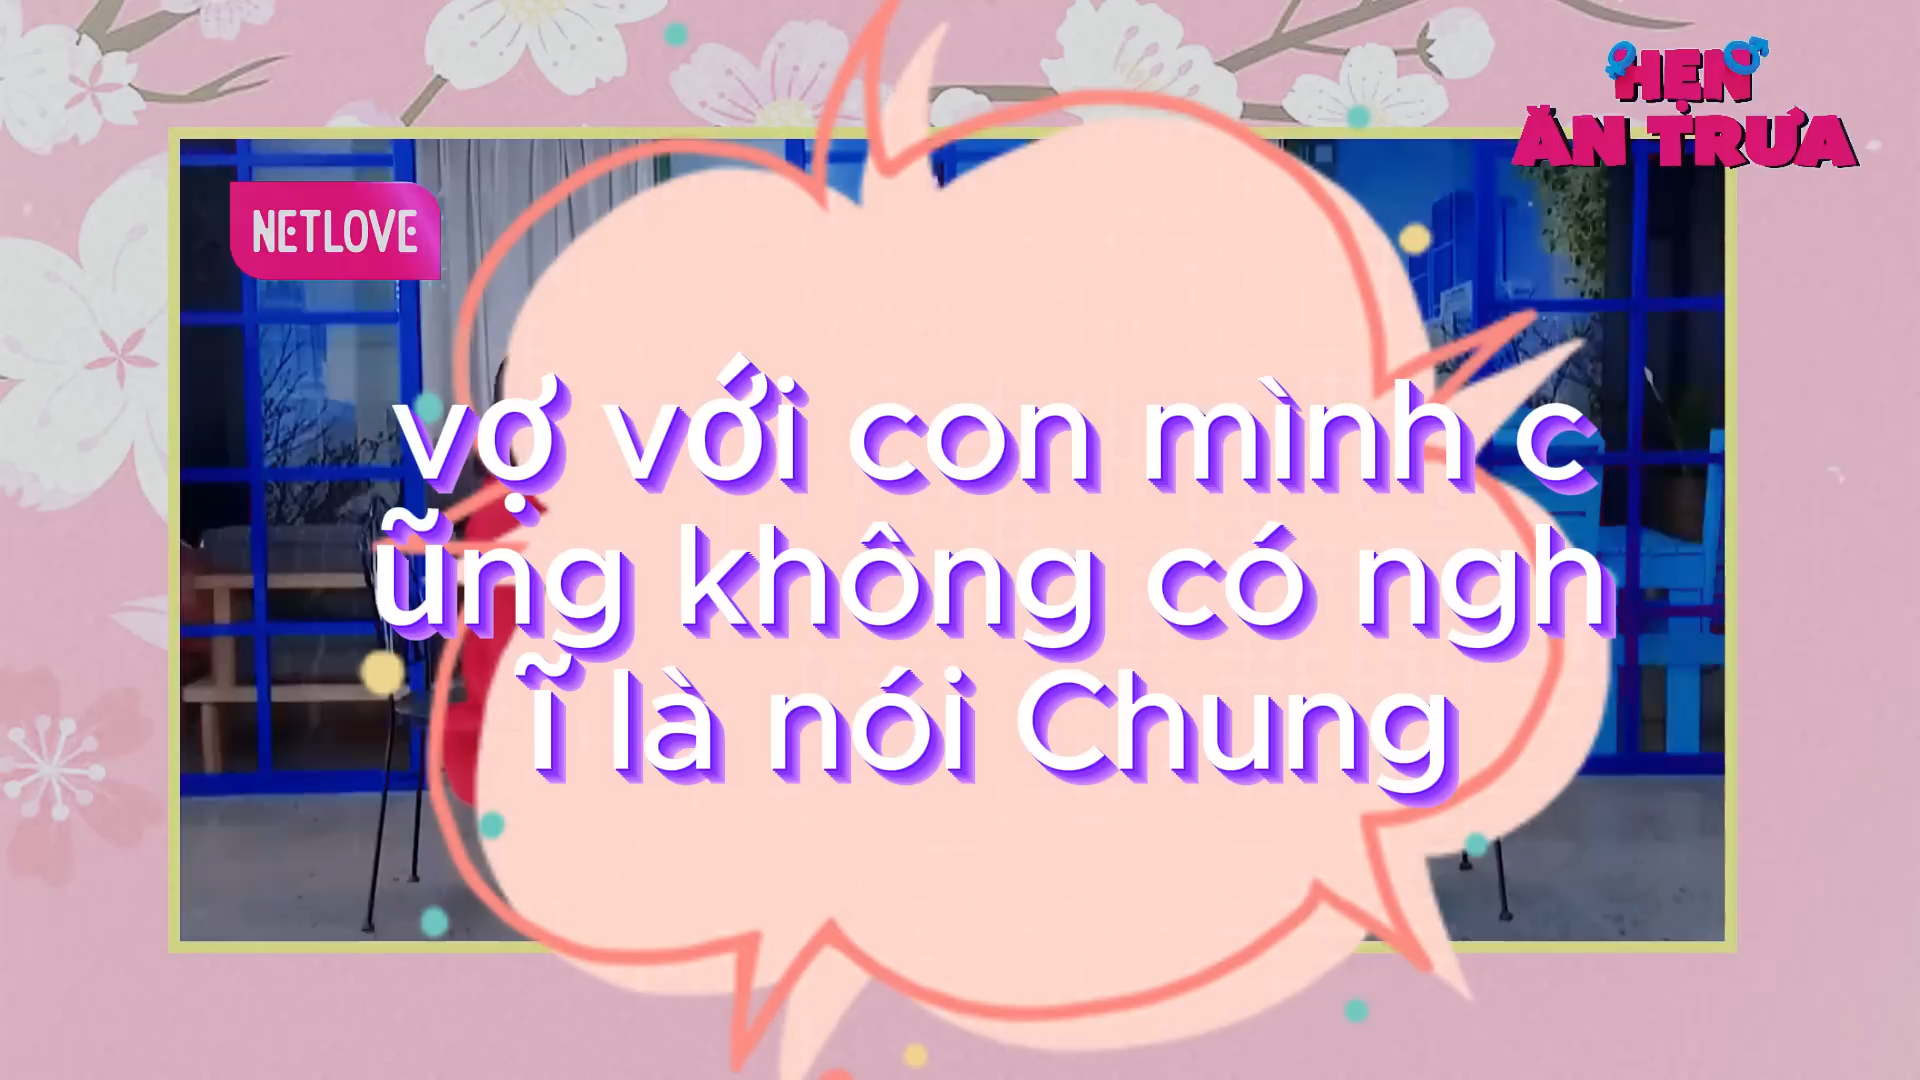 HẸN
ĂN TRƯA
NETLOVE
vợ với con mình c
ũng không có ngh
ĩ là nói Chung